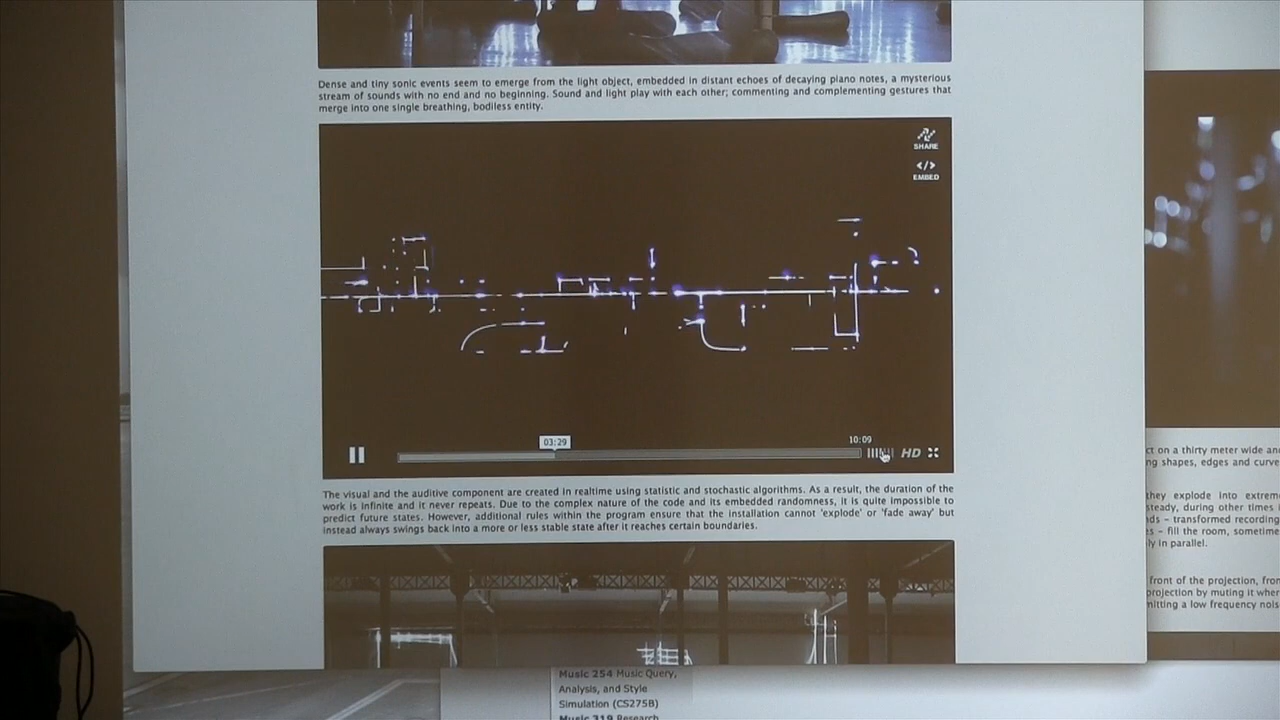 Dense and tiny sonic events seem to emerge from the light object, embedded in distant echoes of decaying piano notes, a mysterious
stream of sounds with no end and no beginning. Sound and light play with each other; commenting and complementing gestures that
merge into one single breathing, bodiless entity.
SHARE
</>
EMBED
03:29
10:09
HD
The visual and the auditive component are created in realtime using statistic and stochastic algorithms. As a result, the duration of the
work is infinite and it never repeats. Due to the complex nature of the code and its embedded randomness, it is quite impossible to
predict future states. However, additional rules within the program ensure that the installation cannot 'explode' or 'fade away' but
instead always swings back into a more or less stable state after it reaches certain boundaries.
ct on a thirty meter wide an
ng shapes, edges and curve
they explode into extrem
steady, during other times i
ds – transformed recording
es – fill the room, sometime
ly in parallel.
front of the projection, from
projection by muting it wher
mitting a low frequency nois
Music 254 Music Query,
Analysis, and Style
Simulation (CS275B)
Music 319 Research